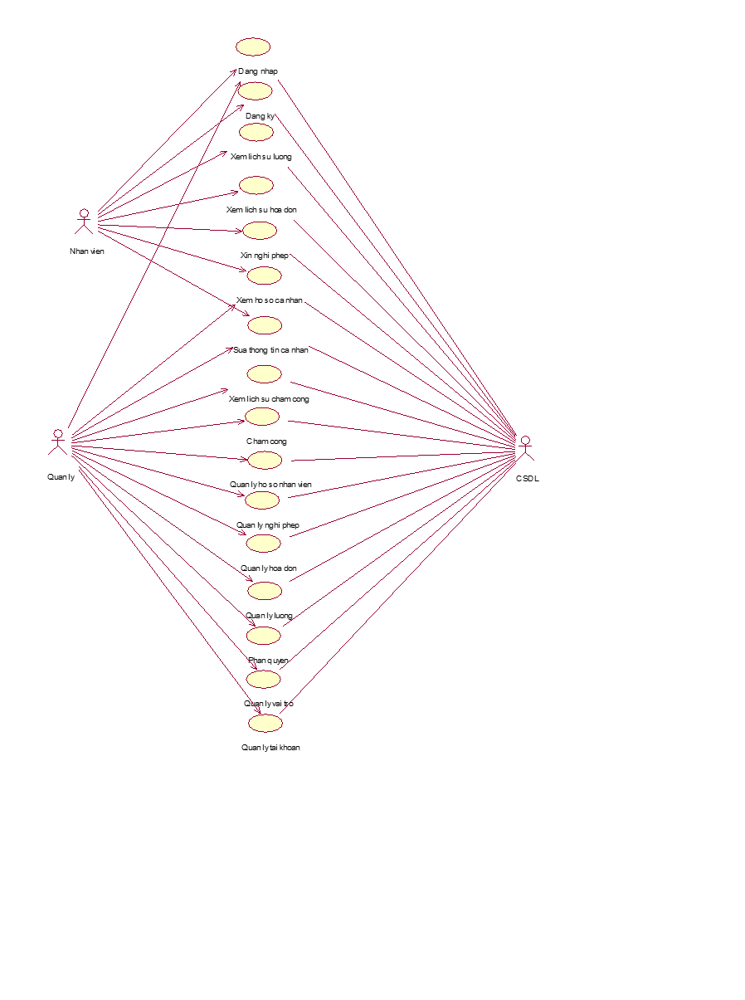 Dang nhap
Dang ky
Xem lich su luong
Xem lich su hoa don
Nhan vien
Xin nghi phep
Xem ho so ca nhan
Sua thong tin ca nhan
Xem lich su cham cong
Cham cong
Quan ly
CSDL
Quan ly ho so nhan vien
Quan ly nghi phep
Quan ly hoa don
Quan ly luong
Phan quyen
Quan ly vai tro
Quan ly tai khoan